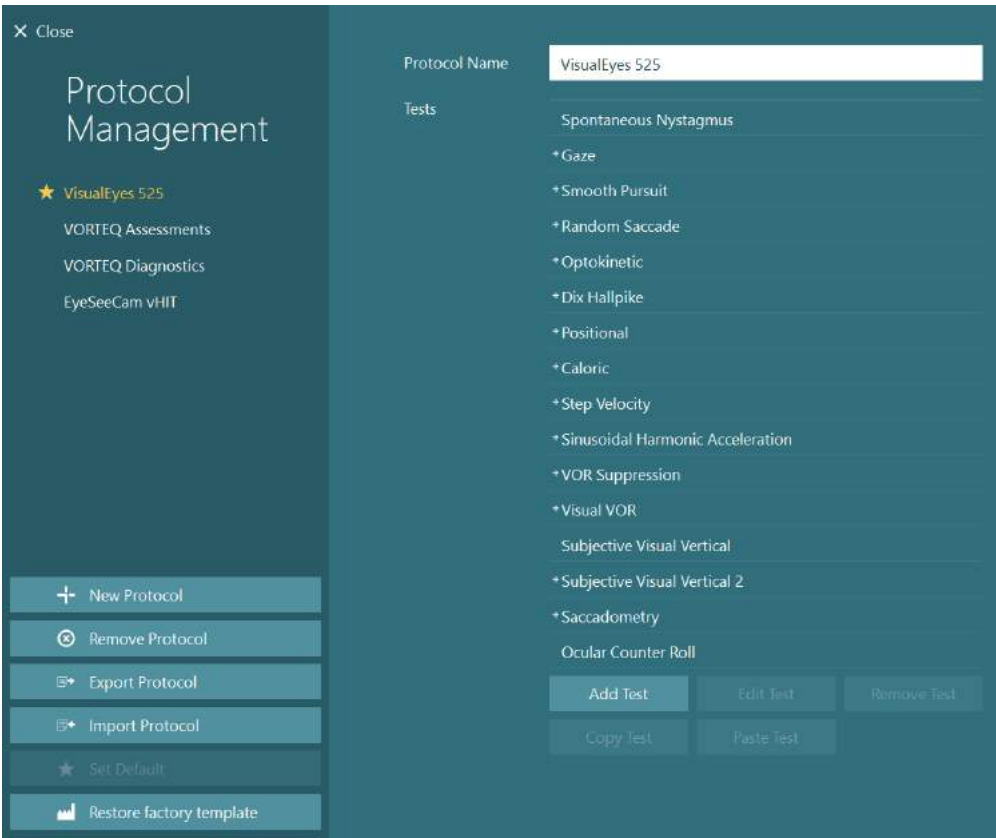 Close
Protocol
Management
VisualEyes 525
VORTEQ Assessments
VORTEQ Diagnostics
EyeSeeCam vHIT
New Protocol
Remove Protocol
Export Protocol
Import Protocol
Set Default
Restore factory template
Protocol Name
VisualEyes 525
Tests
Spontaneous Nystagmus
+Gaze
+Smooth Pursuit
+Random Saccade
+Optokinetic
+Dix Hallpike
+Positional
+Caloric
+Step Velocity
+Sinusoidal Harmonic Acceleration
+VOR Suppression
+Visual VOR
Subjective Visual Vertical
+Subjective Visual Vertical 2
+Saccadometry
Ocular Counter Roll
Add Test Edit Test Remove Test
Copy Test Paste Test